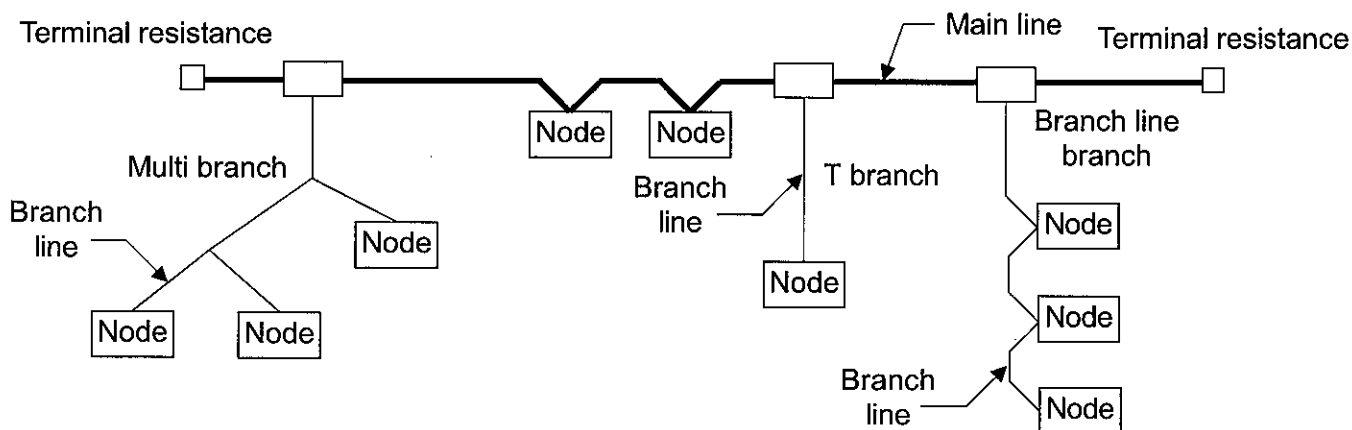 Main line
Terminal resistance
Terminal resistance
Node
Node
Branch line
branch
Multi branch
T branch
Branch
line
Branch
line
Node
Node
Node
Node
Node
Node
Branch
line
Node